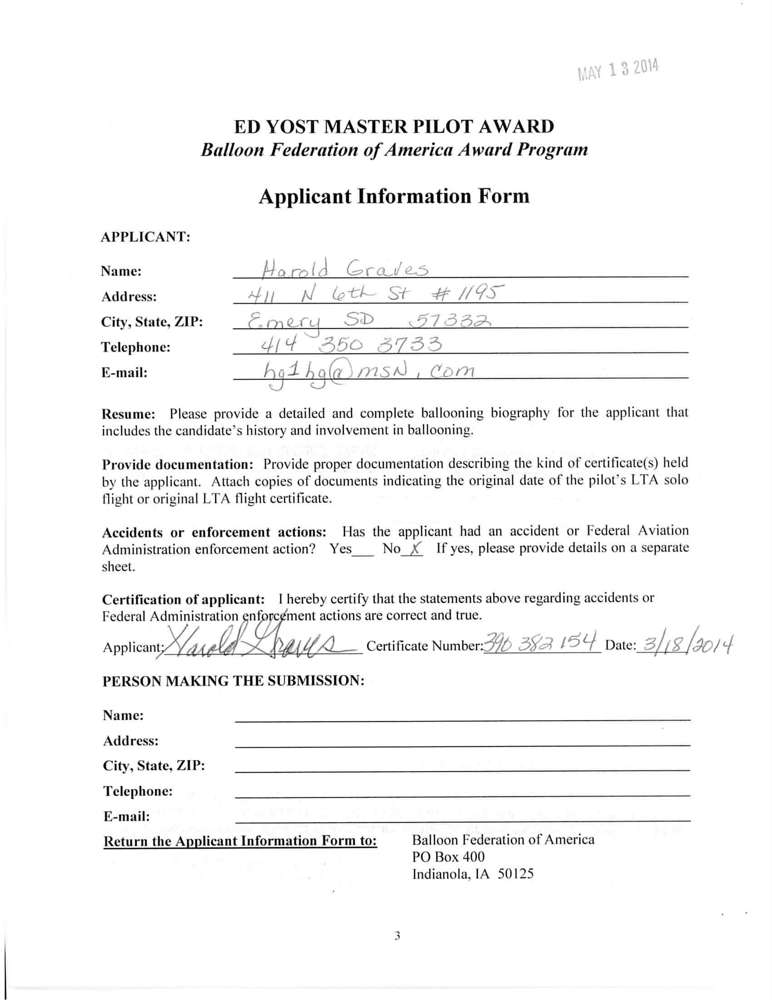 MAY 13 2014
ED YOST MASTER PILOT AWARD
Balloon Federation of America Award Program
Applicant Information Form
APPLICANT:
Name: Harold Graves
Address: 411 N 6th St # 1195
City, State, ZIP: Emery SD 57332
Telephone: 414 350 3733
E-mail: hg1hg@msN.com
Resume: Please provide a detailed and complete ballooning biography for the applicant that
includes the candidate's history and involvement in ballooning.
Provide documentation: Provide proper documentation describing the kind of certificate(s) held
by the applicant. Attach copies of documents indicating the original date of the pilot's LTA solo
flight or original LTA flight certificate.
Accidents or enforcement actions: Has the applicant had an accident or Federal Aviation
Administration enforcement action? Yes___ No_X_ If yes, please provide details on a separate
sheet.
Certification of applicant: I hereby certify that the statements above regarding accidents or
Federal Administration enforcement actions are correct and true.
Applicant: Harold Graves Certificate Number: 396 382 154 Date: 3/18/2014
PERSON MAKING THE SUBMISSION:
Name:
Address:
City, State, ZIP:
Telephone:
E-mail:
Return the Applicant Information Form to: Balloon Federation of America
PO Box 400
Indianola, IA 50125
3